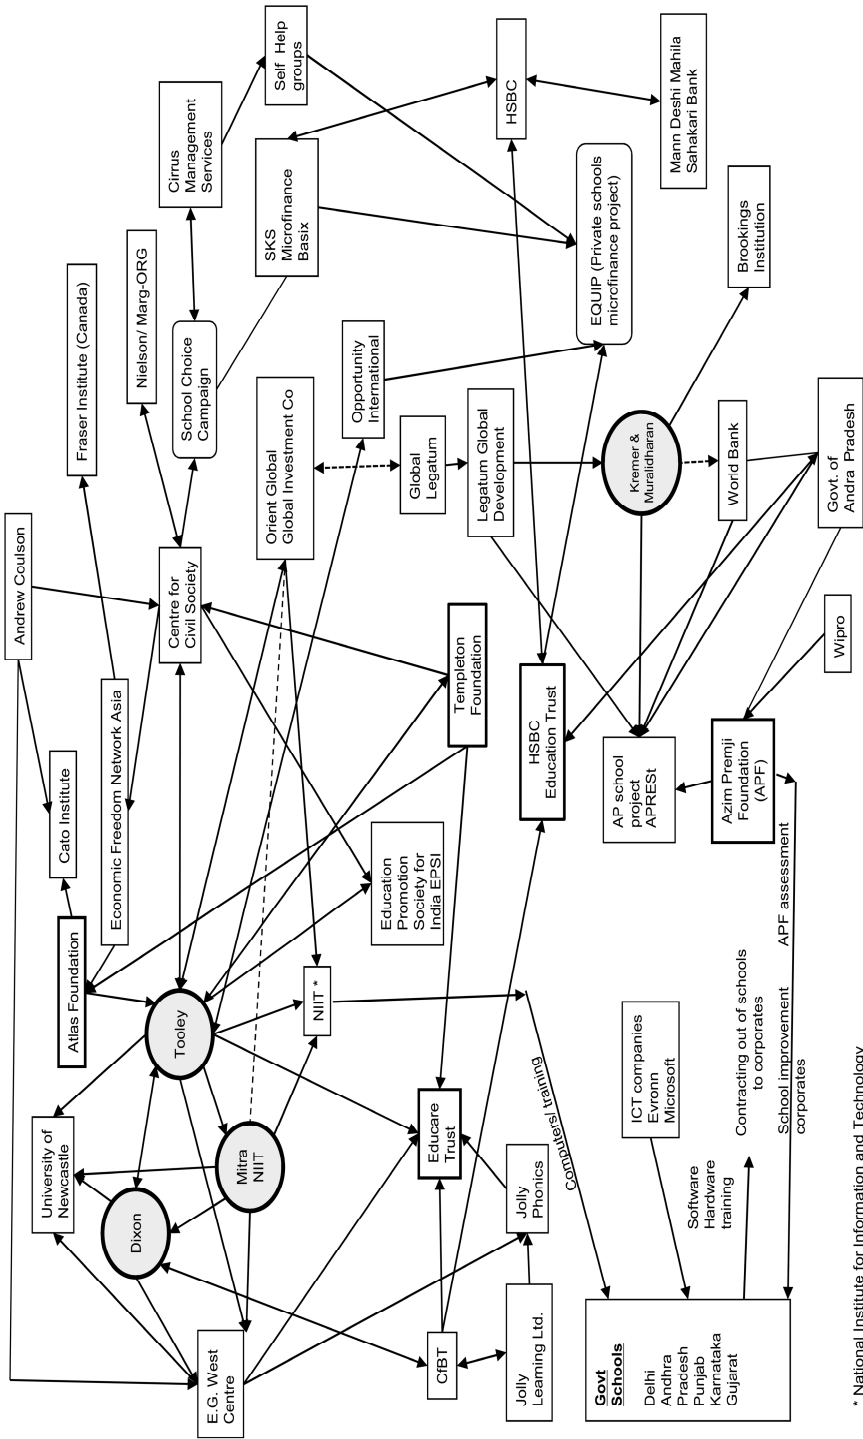 Andrew Coulson
Fraser Institute (Canada)
Nielson/ Marg-ORG
Cirrus
Management
Services
Self Help
groups
Cato Institute
Economic Freedom Network Asia
Atlas Foundation
Centre for
Civil Society
School Choice
Campaign
SKS
Microfinance
Basix
HSBC
Mann Deshi Mahila
Sahakari Bank
University of
Newcastle
Dixon
Tooley
Mitra
NIIT
E.G. West
Centre
Orient Global
Global Investment Co
Opportunity
International
EQUIP (Private schools
microfinance project)
NIIT *
Education
Promotion
Society for
India EPSI
Templeton
Foundation
Global
Legatum
Legatum Global
Development
Kremer &
Muralidharan
Brookings
Institution
CfBT
Educare
Trust
Jolly
Phonics
Jolly
Learning Ltd.
HSBC
Education Trust
World Bank
Govt. of
Andra Pradesh
AP school
project
APRESt
Azim Premji
Foundation
(APF)
Wipro
Computers/ training
ICT companies
Evronn
Microsoft
Software
Hardware
training
Contracting out of schools
to corpcrates
School improvement
corporates
APF assessment
Govt
Schools
Delhi
Andhra
Pradesh
Punjab
Karnataka
Gujarat
* National Institute for Information and Technology